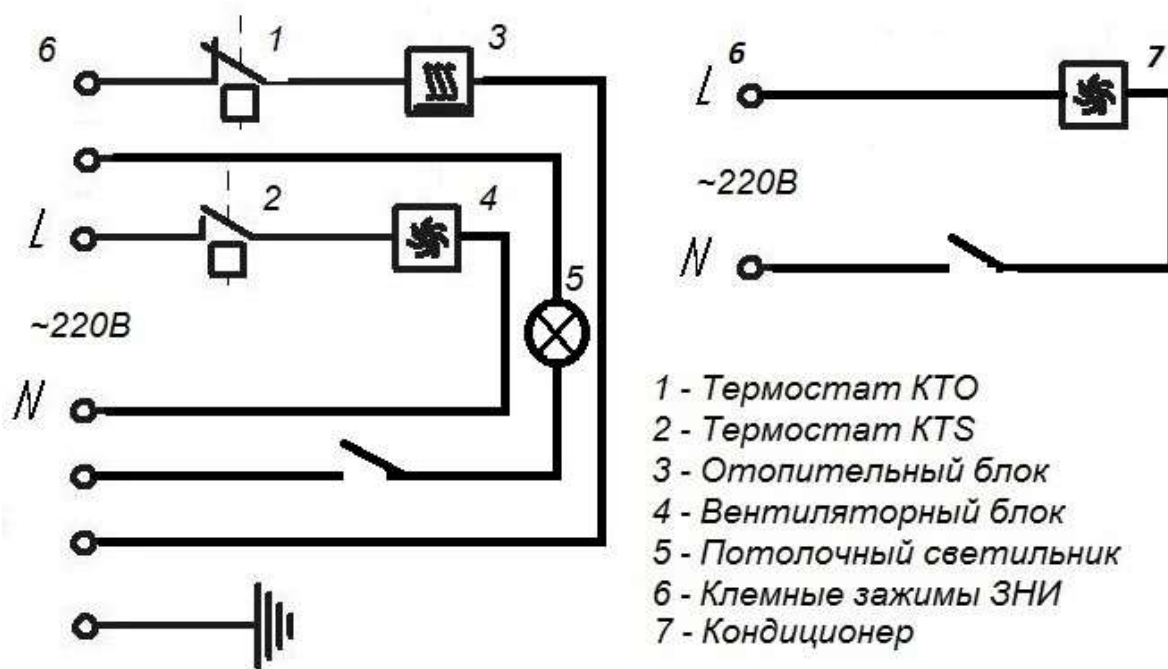 6 1 3
2 4
L
5
~220В
N
6 7
L
~220В
N
1 - Термостат КТО
2 - Термостат KTS
3 - Отопительный блок
4 - Вентиляторный блок
5 - Потолочный светильник
6 - Клемные зажимы ЗНИ
7 - Кондиционер